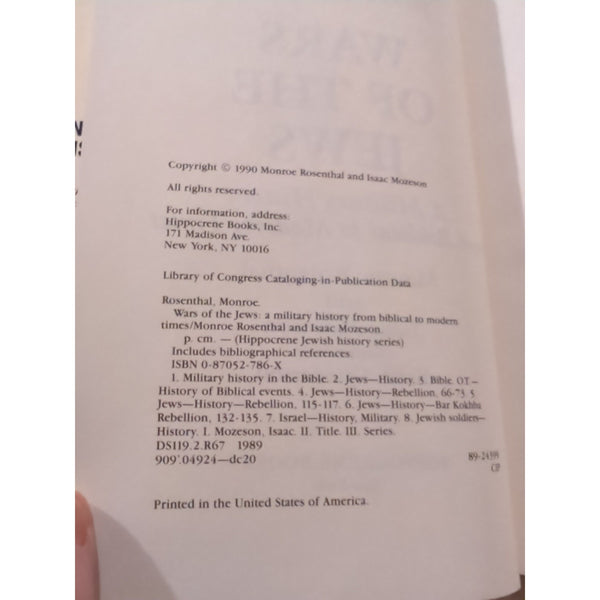 Copyright © 1990 Monroe Rosenthal and Isaac Mozeson
All rights reserved.
For information, address:
Hippocrene Books, Inc.
171 Madison Ave.
New York, NY 10016
Library of Congress Cataloging-in-Publication Data
Rosenthal, Monroe.
Wars of the Jews: a military history from biblical to modern
times/Monroe Rosenthal and Isaac Mozeson.
p. cm. — (Hippocrene Jewish history series)
Includes bibliographical references.
ISBN 0-87052-786-X
1. Military history in the Bible. 2. Jews—History. 3. Bible. O.T.—
History of Biblical events. 4. Jews—History—Rebellion, 66-73. 5.
Jews—History—Rebellion, 115-117. 6. Jews—History—Bar Kokhba
Rebellion, 132-135. 7. Israel—History, Military. 8. Jewish soldiers—
History. I. Mozeson, Isaac. II. Title. III. Series.
DS119.2.R67 1989
909'.04924—dc20 
CIP
Printed in the United States of America.